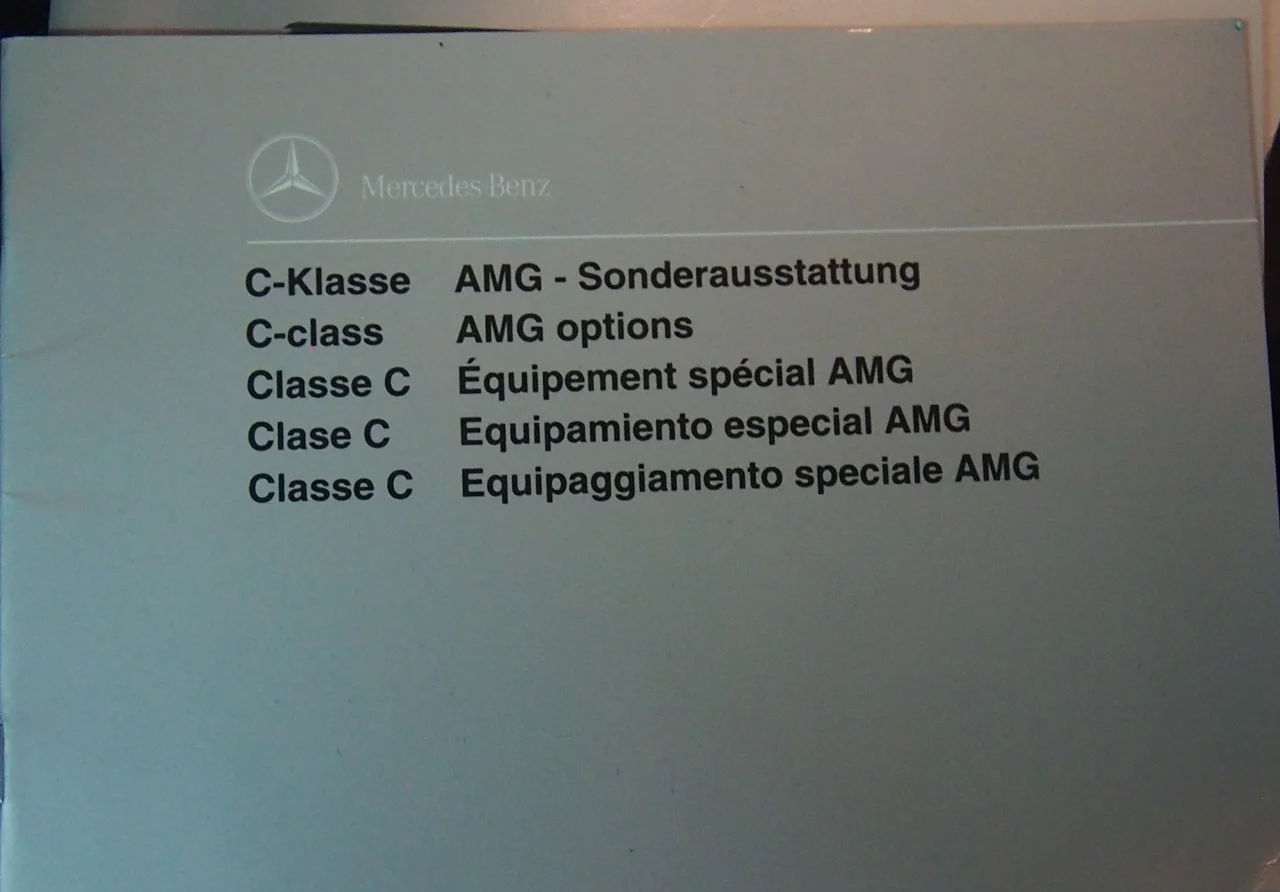 Mercedes-Benz
C-Klasse AMG - Sonderausstattung
C-class AMG options
Classe C Équipement spécial AMG
Clase C Equipamiento especial AMG
Classe C Equipaggiamento speciale AMG